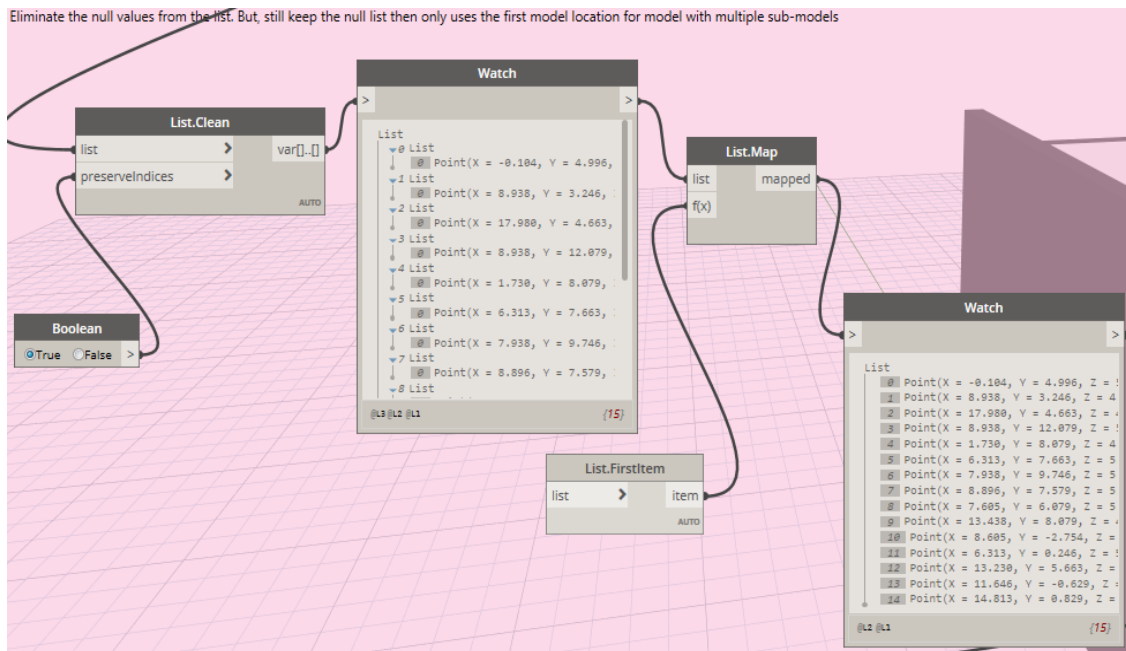 Eliminate the null values from the list. But, still keep the null list then only uses the first model location for model with multiple sub-models
List.Clean
list > var[]..[]
preserveIndices >
AUTO
Boolean
True False >
Watch
> >
List
0 List
0 Point(X = -0.104, Y = 4.996,
1 List
0 Point(X = 8.938, Y = 3.246,
2 List
0 Point(X = 17.980, Y = 4.663,
3 List
0 Point(X = 8.938, Y = 12.079,
4 List
0 Point(X = 1.730, Y = 8.079,
5 List
0 Point(X = 6.313, Y = 7.663,
6 List
0 Point(X = 7.938, Y = 9.746,
7 List
0 Point(X = 8.896, Y = 7.579,
8 List
@L3 @L2 @L1 {15}
List.Map
list mapped
f(x)
List.FirstItem
list > item
AUTO
Watch
> >
List
0 Point(X = -0.104, Y = 4.996, Z = 5
1 Point(X = 8.938, Y = 3.246, Z = 4
2 Point(X = 17.980, Y = 4.663, Z =
3 Point(X = 8.938, Y = 12.079, Z =
4 Point(X = 1.730, Y = 8.079, Z = 4
5 Point(X = 6.313, Y = 7.663, Z = 5
6 Point(X = 7.938, Y = 9.746, Z = 5
7 Point(X = 8.896, Y = 7.579, Z = 5
8 Point(X = 7.605, Y = 6.079, Z = 5
9 Point(X = 13.438, Y = 8.079, Z =
10 Point(X = 8.605, Y = -2.754, Z =
11 Point(X = 6.313, Y = 0.246, Z =
12 Point(X = 13.230, Y = 5.663, Z =
13 Point(X = 11.646, Y = -0.629, Z
14 Point(X = 14.813, Y = 0.829, Z =
@L2 @L1 {15}